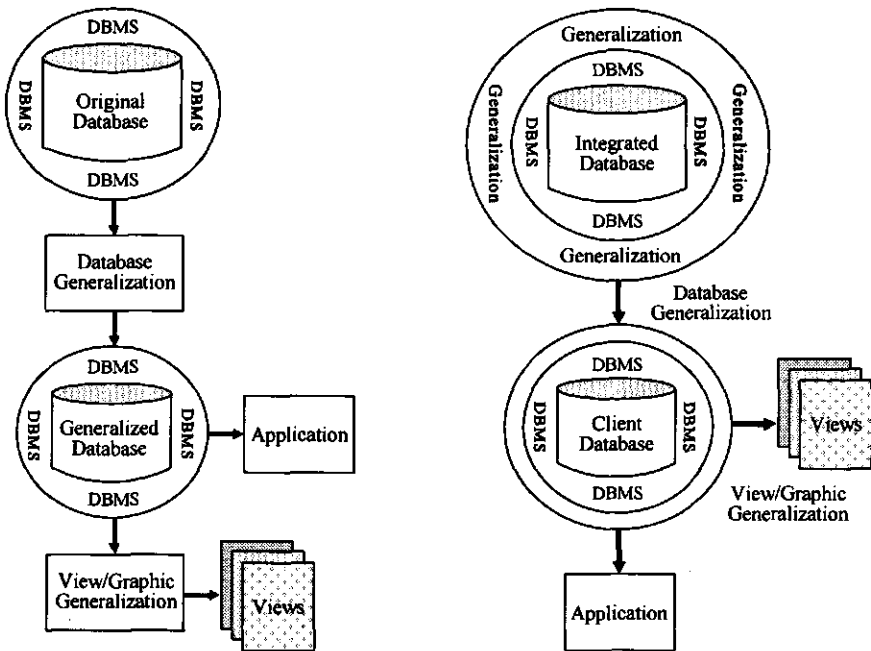 DBMS
DBMS
Original
Database
DBMS
DBMS
Database
Generalization
DBMS
DBMS
Generalized
Database
DBMS
DBMS
Application
View/Graphic
Generalization
Views
Generalization
Generalization
DBMS
DBMS
Integrated
Database
DBMS
DBMS
Generalization
Generalization
Database
Generalization
DBMS
DBMS
Client
Database
DBMS
DBMS
Views
View/Graphic
Generalization
Application